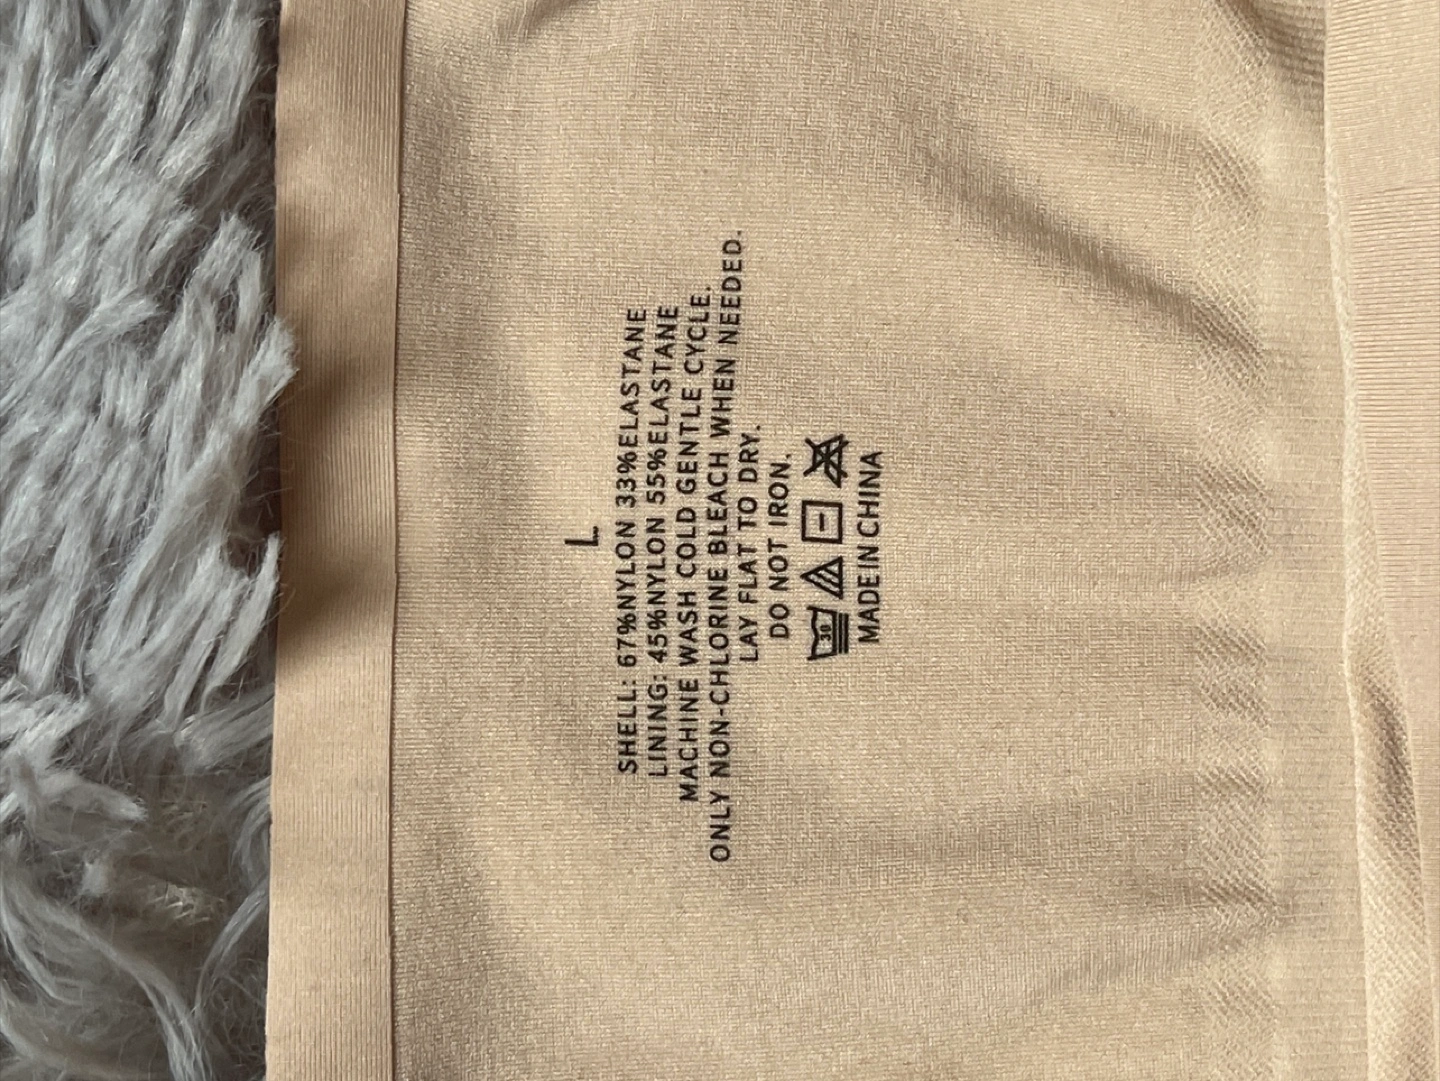 L
SHELL: 67%NYLON 33%ELASTANE
LINING: 45%NYLON 55%ELASTANE
MACHINE WASH COLD GENTLE CYCLE.
ONLY NON-CHLORINE BLEACH WHEN NEEDED.
LAY FLAT TO DRY.
DO NOT IRON.
30
MADE IN CHINA